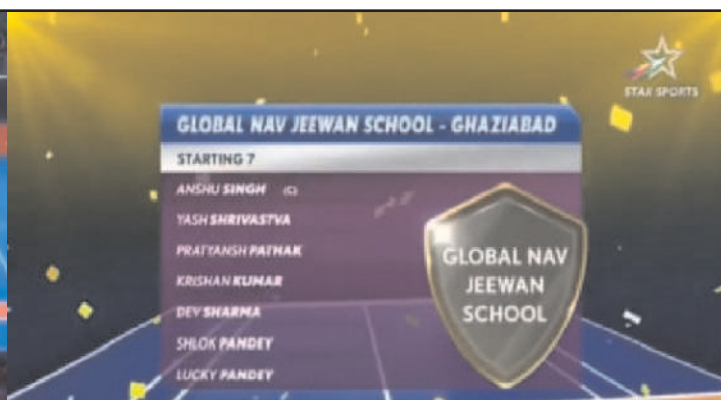 STAR SPORTS
GLOBAL NAV JEEWAN SCHOOL - GHAZIABAD
STARTING 7
ANSHU SINGH (C)
YASH SHRIVASTVA
PRATYANSH PATHAK
KRISHAN KUMAR
DEV SHARMA
SHLOK PANDEY
LUCKY PANDEY
GLOBAL NAV
JEEWAN
SCHOOL